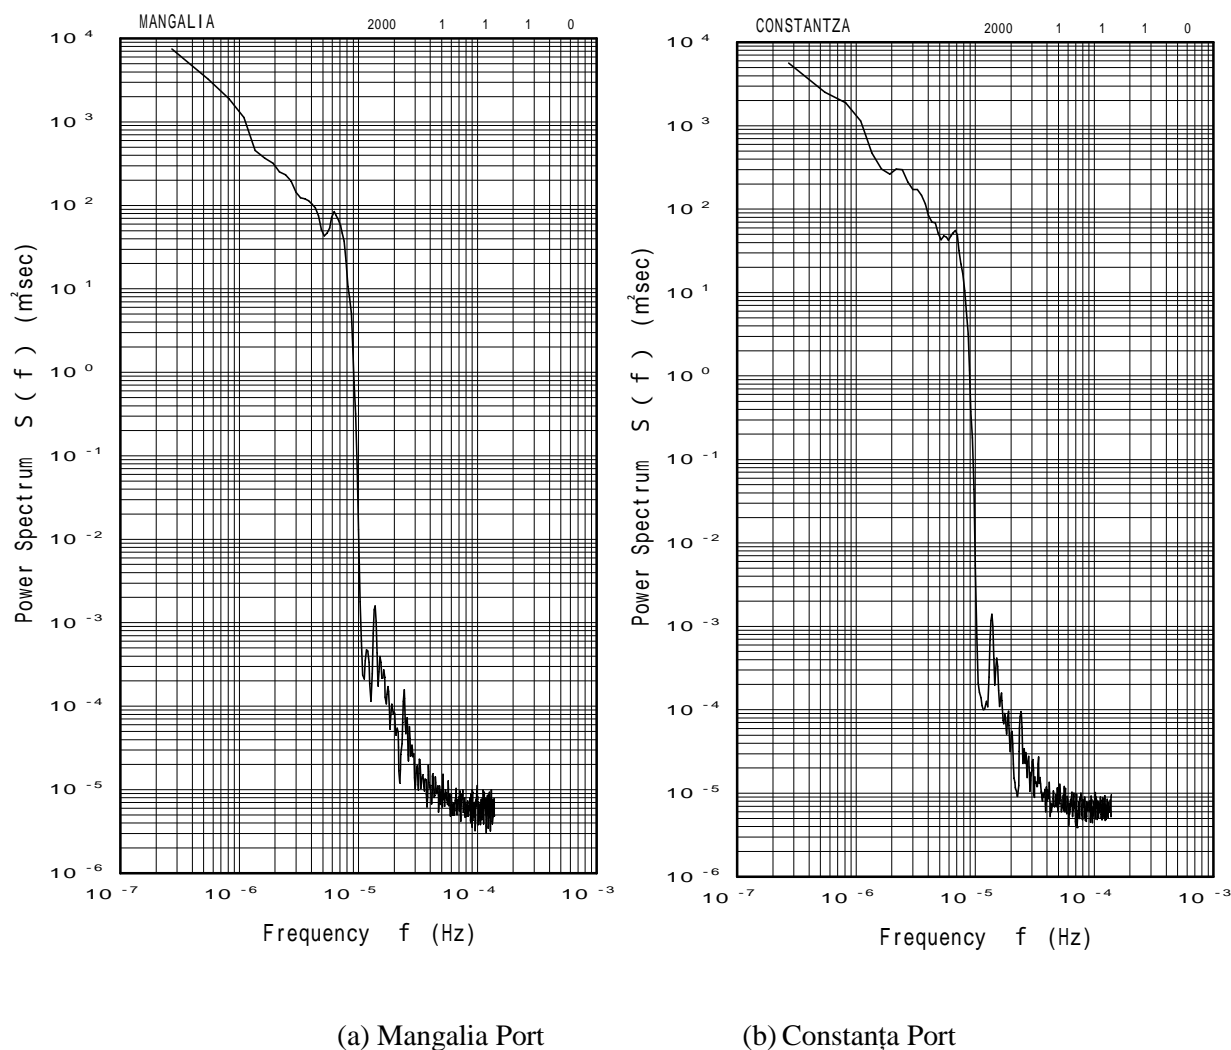 MANGALIA 2000 1 1 1 0
10 4
10 3
10 2
10 1
10 0
10 -1
10 -2
10 -3
10 -4
10 -5
10 -6
Power Spectrum S ( f ) (m²sec)
10 -7 10 -6 10 -5 10 -4 10 -3
Frequency f (Hz)
CONSTANTZA 2000 1 1 1 0
10 4
10 3
10 2
10 1
10 0
10 -1
10 -2
10 -3
10 -4
10 -5
10 -6
Power Spectrum S ( f ) (m²sec)
10 -7 10 -6 10 -5 10 -4 10 -3
Frequency f (Hz)
(a) Mangalia Port
(b) Constanța Port